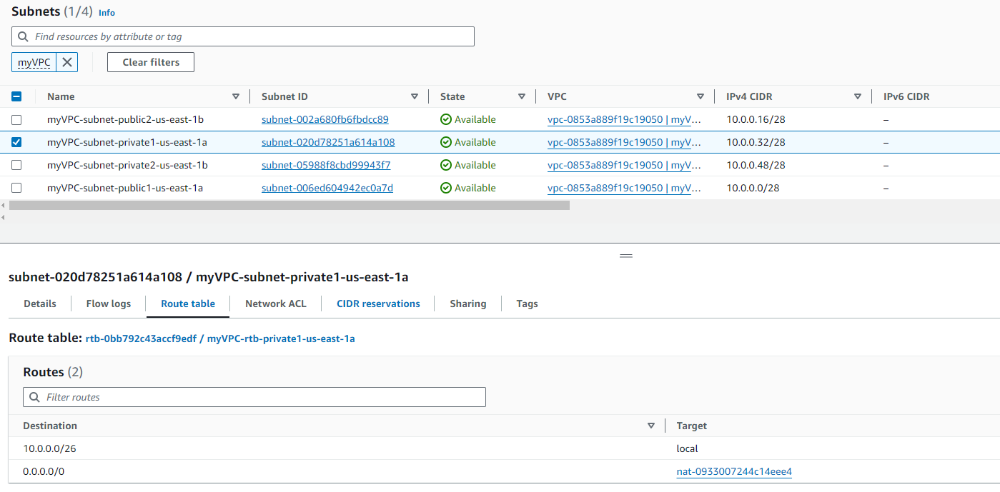 Subnets (1/4) Info
Find resources by attribute or tag
myVPC Clear filters
Name Subnet ID State VPC IPv4 CIDR IPv6 CIDR
myVPC-subnet-public2-us-east-1b subnet-002a680fb6fbdcc89 Available vpc-0853a889f19c19050 | myV... 10.0.0.16/28 –
myVPC-subnet-private1-us-east-1a subnet-020d78251a614a108 Available vpc-0853a889f19c19050 | myV... 10.0.0.32/28 –
myVPC-subnet-private2-us-east-1b subnet-05988f8cbd99943f7 Available vpc-0853a889f19c19050 | myV... 10.0.0.48/28 –
myVPC-subnet-public1-us-east-1a subnet-006ed604942ec0a7d Available vpc-0853a889f19c19050 | myV... 10.0.0.0/28 –
subnet-020d78251a614a108 / myVPC-subnet-private1-us-east-1a
Details Flow logs Route table Network ACL CIDR reservations Sharing Tags
Route table: rtb-0bb792c43accf9edf / myVPC-rtb-private1-us-east-1a
Routes (2)
Filter routes
Destination Target
10.0.0.0/26 local
0.0.0.0/0 nat-0933007244c14eee4